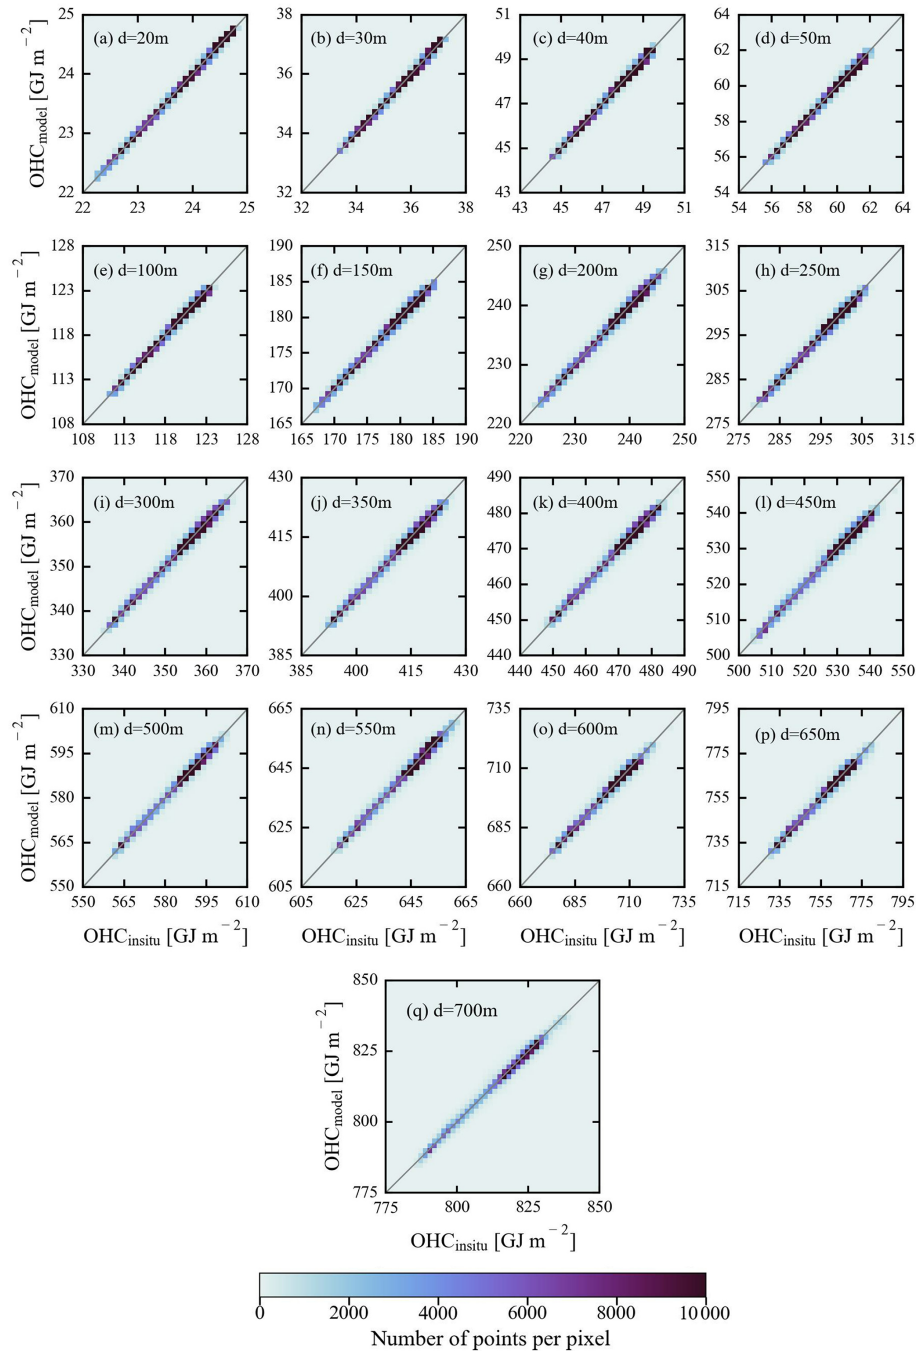 (a) d=20m
(b) d=30m
(c) d=40m
(d) d=50m
OHCmodel [GJ m−2]
25
24
23
22
22 23 24 25
38
36
34
32
32 34 36 38
51
49
47
45
43
43 45 47 49 51
64
62
60
58
56
54
54 56 58 60 62 64
(e) d=100m
(f) d=150m
(g) d=200m
(h) d=250m
OHCmodel [GJ m−2]
128
123
118
113
108
108 113 118 123 128
190
185
180
175
170
165
165 170 175 180 185 190
250
240
230
220
220 230 240 250
315
305
295
285
275
275 285 295 305 315
(i) d=300m
(j) d=350m
(k) d=400m
(l) d=450m
OHCmodel [GJ m−2]
370
360
350
340
330
330 340 350 360 370
430
415
400
385
385 400 415 430
490
480
470
460
450
440
440 450 460 470 480 490
550
540
530
520
510
500
500 510 520 530 540 550
(m) d=500m
(n) d=550m
(o) d=600m
(p) d=650m
OHCmodel [GJ m−2]
610
595
580
565
550
550 565 580 595 610
665
645
625
605
605 625 645 665
735
710
685
660
660 685 710 735
795
775
755
735
715
715 735 755 775 795
OHCinsitu [GJ m−2]
OHCinsitu [GJ m−2]
OHCinsitu [GJ m−2]
OHCinsitu [GJ m−2]
(q) d=700m
OHCmodel [GJ m−2]
850
825
800
775
775 800 825 850
OHCinsitu [GJ m−2]
0 2000 4000 6000 8000 10000
Number of points per pixel